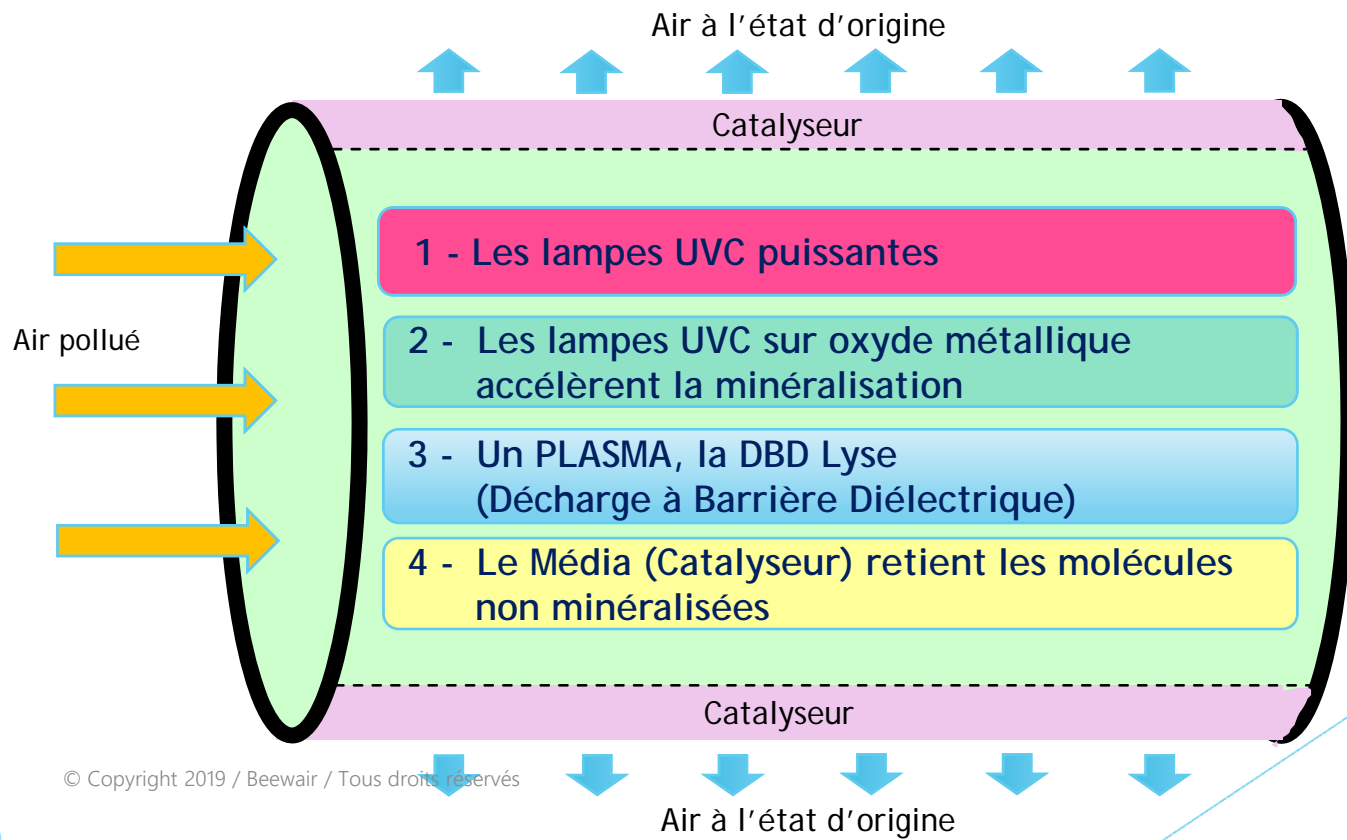 Air à l'état d'origine
Catalyseur
1 - Les lampes UVC puissantes
Air pollué
2 - Les lampes UVC sur oxyde métallique
accélèrent la minéralisation
3 - Un PLASMA, la DBD Lyse
(Décharge à Barrière Diélectrique)
4 - Le Média (Catalyseur) retient les molécules
non minéralisées
Catalyseur
© Copyright 2019 / Beewair / Tous droits réservés
Air à l'état d'origine